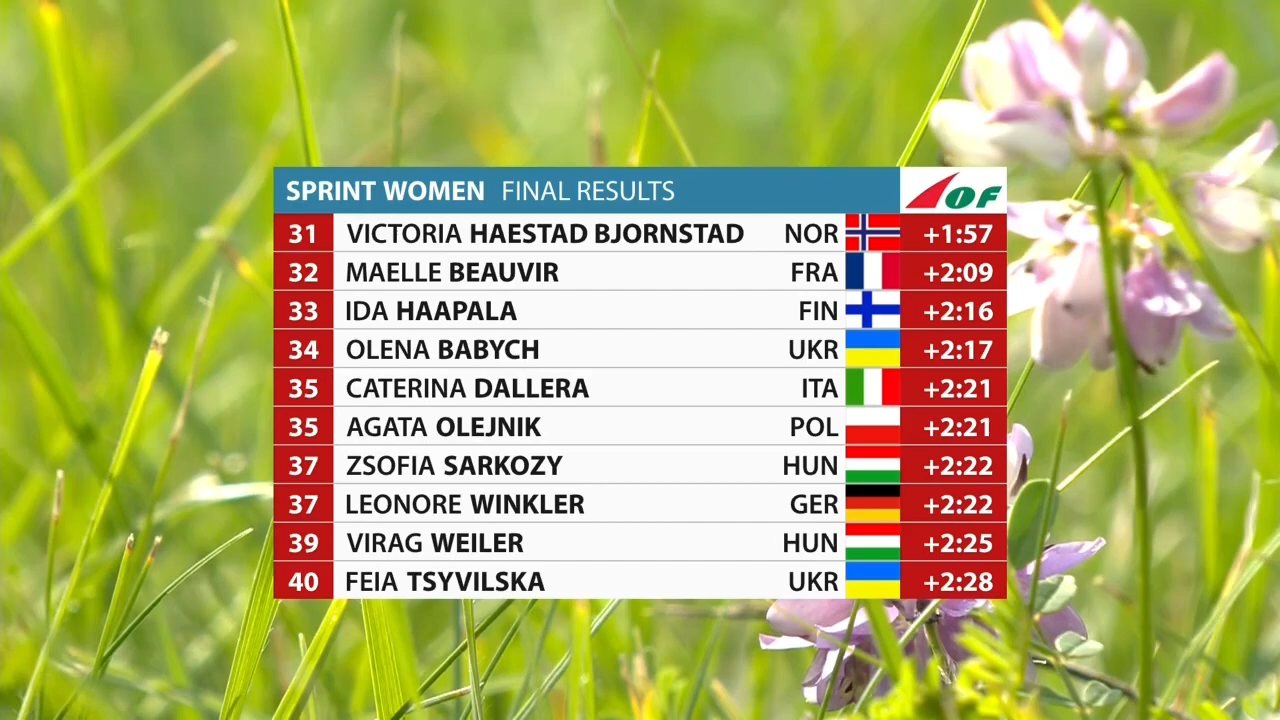 SPRINT WOMEN FINAL RESULTS IOF
31 VICTORIA HAESTAD BJORNSTAD NOR +1:57
32 MAELLE BEAUVIR FRA +2:09
33 IDA HAAPALA FIN +2:16
34 OLENA BABYCH UKR +2:17
35 CATERINA DALLERA ITA +2:21
35 AGATA OLEJNIK POL +2:21
37 ZSOFIA SARKOZY HUN +2:22
37 LEONORE WINKLER GER +2:22
39 VIRAG WEILER HUN +2:25
40 FEIA TSYVILSKA UKR +2:28